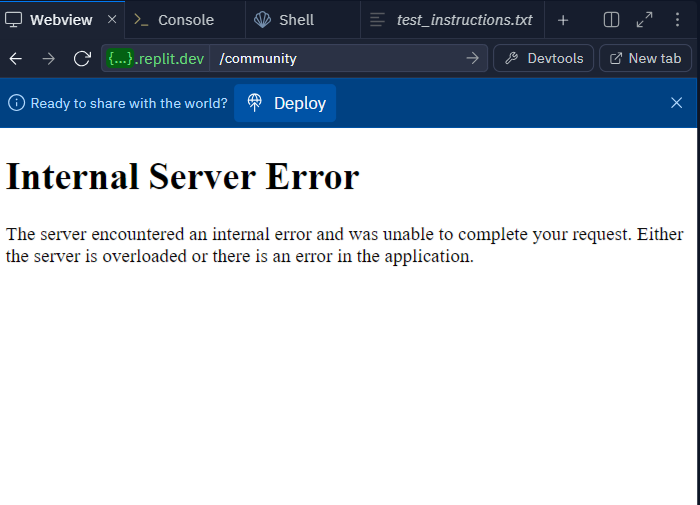 Webview × Console Shell test_instructions.txt +
{...}.replit.dev /community Devtools New tab
Ready to share with the world? Deploy
Internal Server Error
The server encountered an internal error and was unable to complete your request. Either
the server is overloaded or there is an error in the application.